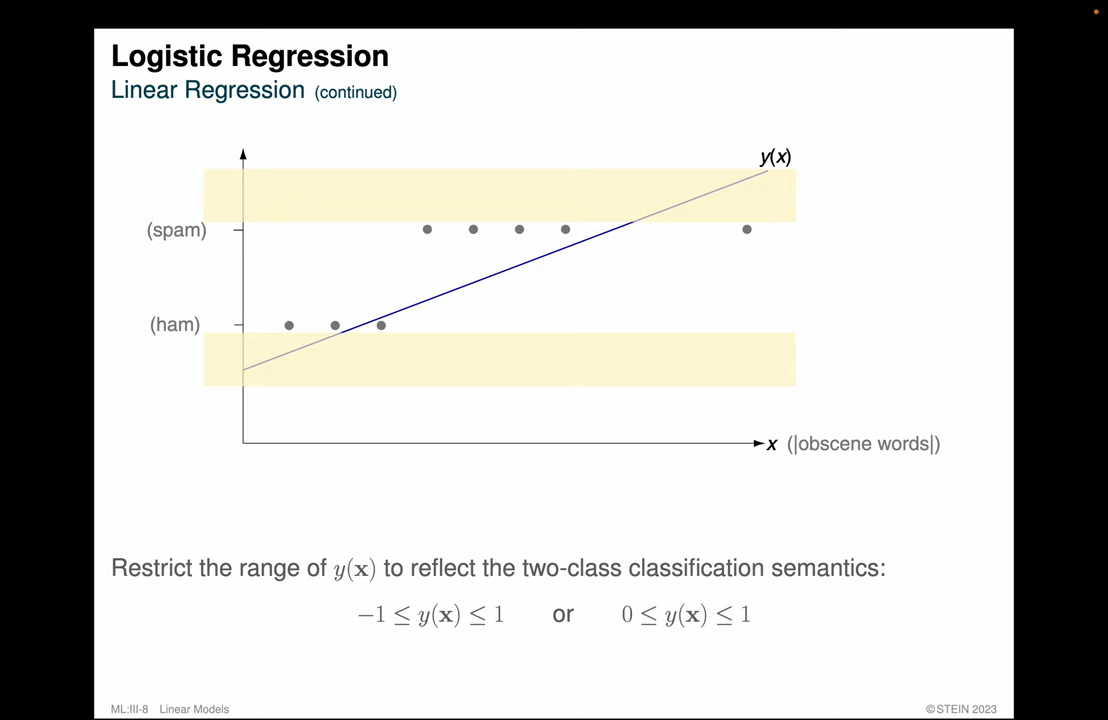 Logistic Regression
Linear Regression (continued)
y(x)
(spam)
(ham)
x (|obscene words|)
Restrict the range of y(x) to reflect the two-class classification semantics:
−1 ≤ y(x) ≤ 1 or 0 ≤ y(x) ≤ 1
ML:III-8 Linear Models ©STEIN 2023